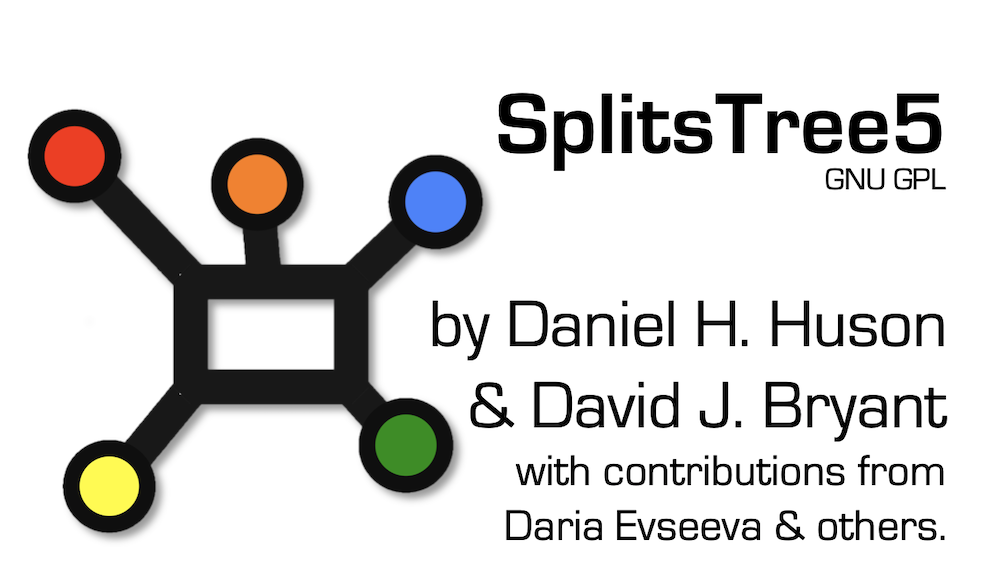 SplitsTree5
GNU GPL
by Daniel H. Huson
& David J. Bryant
with contributions from
Daria Evseeva & others.